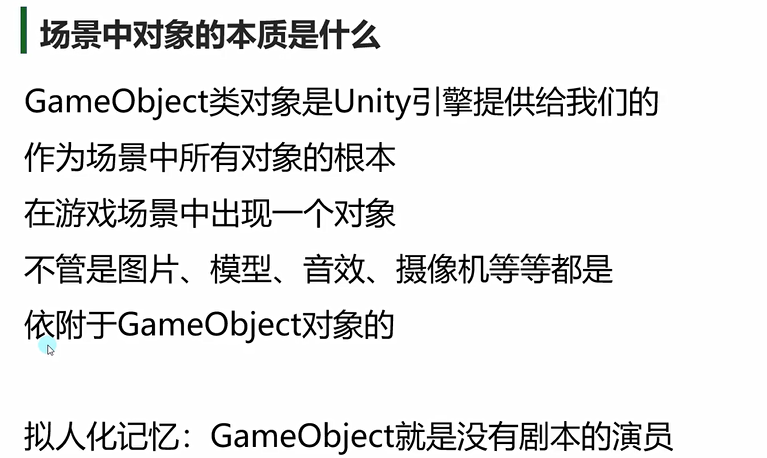 场景中对象的本质是什么
GameObject类对象是Unity引擎提供给我们的
作为场景中所有对象的根本
在游戏场景中出现一个对象
不管是图片、模型、音效、摄像机等等都是
依附于GameObject对象的
拟人化记忆：GameObject就是没有剧本的演员